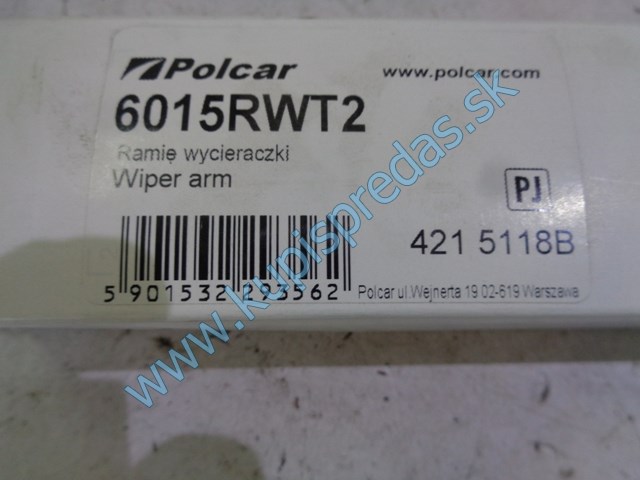 Polcar
www.polcar.com
6015RWT2
Ramię wycieraczki
Wiper arm
PJ
421 5118B
5 901532 293562
Polcar ul.Wejnerta 19 02-619 Warszawa
www.kupispredas.sk